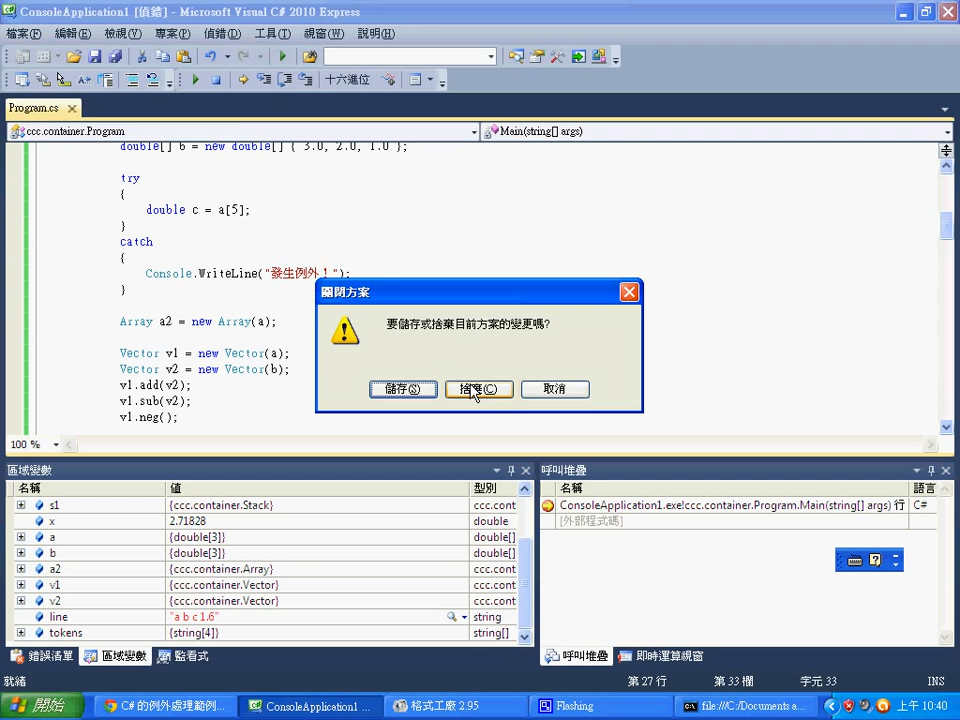 ConsoleApplication1 [偵錯] - Microsoft Visual C# 2010 Express
檔案(F) 編輯(E) 檢視(V) 專案(P) 偵錯(D) 工具(T) 視窗(W) 說明(H)
十六進位
Program.cs
ccc.container.Program Main(string[] args)
double[] b = new double[] { 3.0, 2.0, 1.0 };
try
{
double c = a[5];
}
catch
{
Console.WriteLine("發生例外！");
}
Array a2 = new Array(a);
Vector v1 = new Vector(a);
Vector v2 = new Vector(b);
v1.add(v2);
v1.sub(v2);
v1.neg();
關閉方案
要儲存或捨棄目前方案的變更嗎?
儲存(S) 捨棄(C) 取消
100 %
區域變數
名稱 值 型別
s1 {ccc.container.Stack} ccc.cont
x 2.71828 double
a {double[3]} double[]
b {double[3]} double[]
a2 {ccc.container.Array} ccc.cont
v1 {ccc.container.Vector} ccc.cont
v2 {ccc.container.Vector} ccc.cont
line "a b c 1.6" string
tokens {string[4]} string[]
呼叫堆疊
名稱 語言
ConsoleApplication1.exe!ccc.container.Program.Main(string[] args) 行 C#
[外部程式碼]
錯誤清單 區域變數 監看式
呼叫堆疊 即時運算視窗
就緒 第 27 行 第 33 欄 字元 33 INS
開始 C# 的例外處理範例... ConsoleApplication1 ... 格式工廠 2.95 Flashing file:///C:/Documents a... 上午 10:40